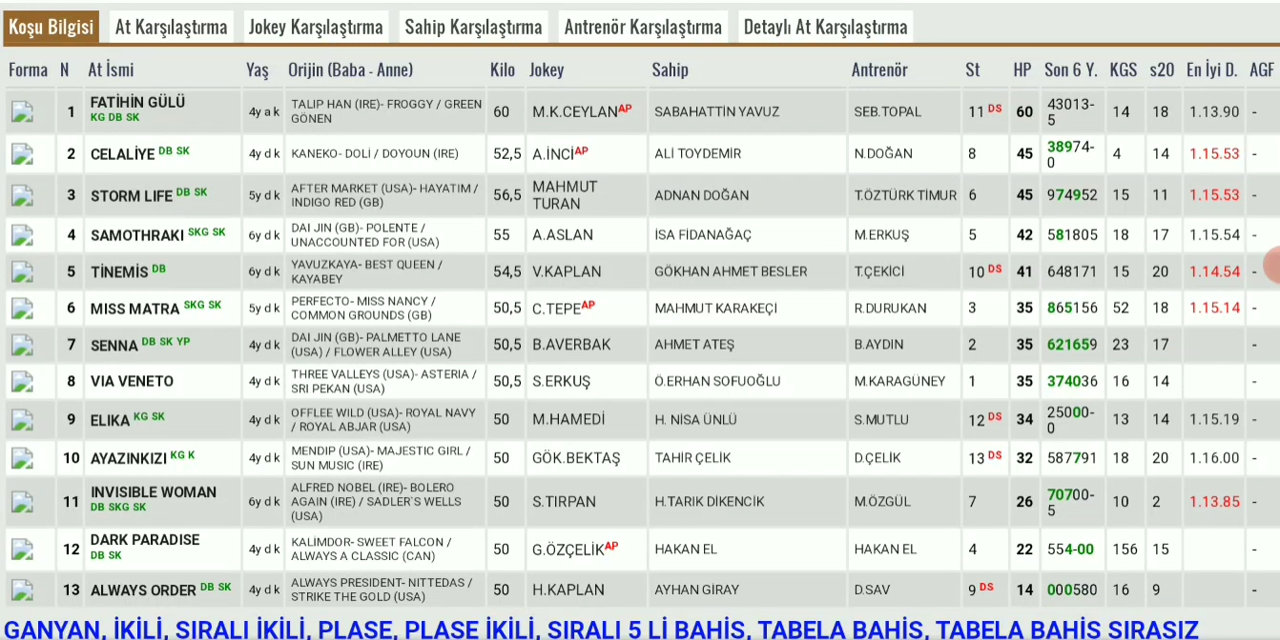 Koşu Bilgisi At Karşılaştırma Jokey Karşılaştırma Sahip Karşılaştırma Antrenör Karşılaştırma Detaylı At Karşılaştırma
Forma N At İsmi Yaş Orijin (Baba - Anne) Kilo Jokey Sahip Antrenör St HP Son 6 Y. KGS s20 En İyi D. AGF
1 FATİHİN GÜLÜ KG DB SK 4y a k TALIP HAN (IRE)- FROGGY / GREEN GÖNEN 60 M.K.CEYLAN AP SABAHATTİN YAVUZ SEB.TOPAL 11 DS 60 43013-5 14 18 1.13.90 -
2 CELALİYE DB SK 4y d k KANEKO- DOLİ / DOYOUN (IRE) 52,5 A.İNCİ AP ALİ TOYDEMİR N.DOĞAN 8 45 38974-0 4 14 1.15.53 -
3 STORM LIFE DB SK 5y d k AFTER MARKET (USA)- HAYATIM / INDIGO RED (GB) 56,5 MAHMUT TURAN ADNAN DOĞAN T.ÖZTÜRK TİMUR 6 45 974952 15 11 1.15.53 -
4 SAMOTHRAKI SKG SK 6y d k DAI JIN (GB)- POLENTE / UNACCOUNTED FOR (USA) 55 A.ASLAN İSA FİDANAĞAÇ M.ERKUŞ 5 42 581805 18 17 1.15.54 -
5 TİNEMİS DB 6y d k YAVUZKAYA- BEST QUEEN / KAYABEY 54,5 V.KAPLAN GÖKHAN AHMET BESLER T.ÇEKİCİ 10 DS 41 648171 15 20 1.14.54 -
6 MISS MATRA SKG SK 5y d k PERFECTO- MISS NANCY / COMMON GROUNDS (GB) 50,5 C.TEPE AP MAHMUT KARAKEÇİ R.DURUKAN 3 35 865156 52 18 1.15.14 -
7 SENNA DB SK YP 4y d k DAI JIN (GB)- PALMETTO LANE (USA) / FLOWER ALLEY (USA) 50,5 B.AVERBAK AHMET ATEŞ B.AYDIN 2 35 621659 23 17 -
8 VIA VENETO 4y d k THREE VALLEYS (USA)- ASTERIA / SRI PEKAN (USA) 50,5 S.ERKUŞ Ö.ERHAN SOFUOĞLU M.KARAGÜNEY 1 35 374036 16 14 -
9 ELIKA KG SK 4y d k OFFLEE WILD (USA)- ROYAL NAVY / ROYAL ABJAR (USA) 50 M.HAMEDİ H. NİSA ÜNLÜ S.MUTLU 12 DS 34 25000-0 13 14 1.15.19 -
10 AYAZINKIZI KG K 4y d k MENDIP (USA)- MAJESTIC GIRL / SUN MUSIC (IRE) 50 GÖK.BEKTAŞ TAHİR ÇELİK D.ÇELİK 13 DS 32 587791 18 20 1.16.00 -
11 INVISIBLE WOMAN DB SKG SK 6y d k ALFRED NOBEL (IRE)- BOLERO AGAIN (IRE) / SADLER'S WELLS (USA) 50 S.TIRPAN H.TARIK DİKENCİK M.ÖZGÜL 7 26 70700-5 10 2 1.13.85 -
12 DARK PARADISE DB SK 4y d k KALIMDOR- SWEET FALCON / ALWAYS A CLASSIC (CAN) 50 G.ÖZÇELİK AP HAKAN EL HAKAN EL 4 22 554-00 156 15 -
13 ALWAYS ORDER DB SK 4y d k ALWAYS PRESIDENT- NITTEDAS / STRIKE THE GOLD (USA) 50 H.KAPLAN AYHAN GİRAY D.SAV 9 DS 14 000580 16 9 -
GANYAN, İKİLİ, SIRALI İKİLİ, PLASE, PLASE İKİLİ, SIRALI 5 Lİ BAHİS, TABELA BAHİS, TABELA BAHİS SIRASIZ